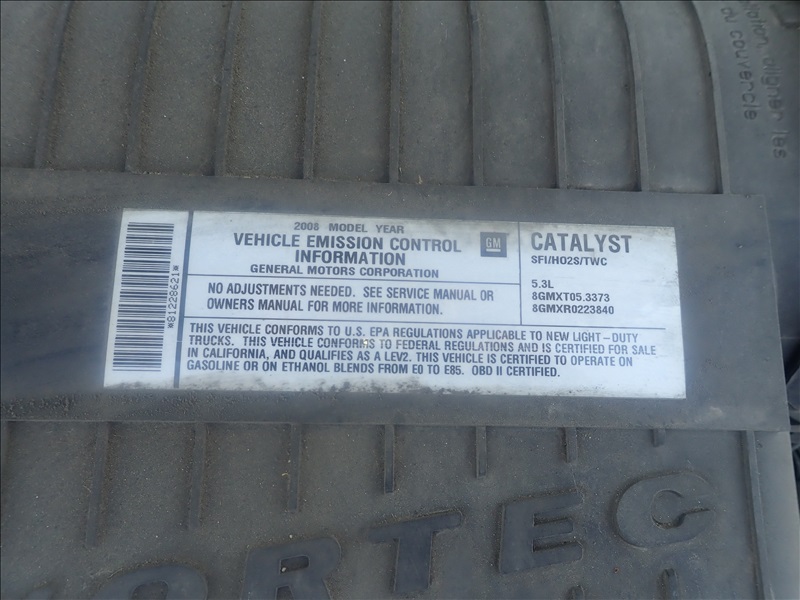 du couvercle
*81228621*
2008 MODEL YEAR
VEHICLE EMISSION CONTROL
INFORMATION
GENERAL MOTORS CORPORATION
GM
NO ADJUSTMENTS NEEDED. SEE SERVICE MANUAL OR
OWNERS MANUAL FOR MORE INFORMATION.
CATALYST
SFI/HO2S/TWC
5.3L
8GMXT05.3373
8GMXR0223840
THIS VEHICLE CONFORMS TO U.S. EPA REGULATIONS APPLICABLE TO NEW LIGHT-DUTY
TRUCKS. THIS VEHICLE CONFORMS TO FEDERAL REGULATIONS AND IS CERTIFIED FOR SALE
IN CALIFORNIA, AND QUALIFIES AS A LEV2. THIS VEHICLE IS CERTIFIED TO OPERATE ON
GASOLINE OR ON ETHANOL BLENDS FROM E0 TO E85. OBD II CERTIFIED.
ORTEC